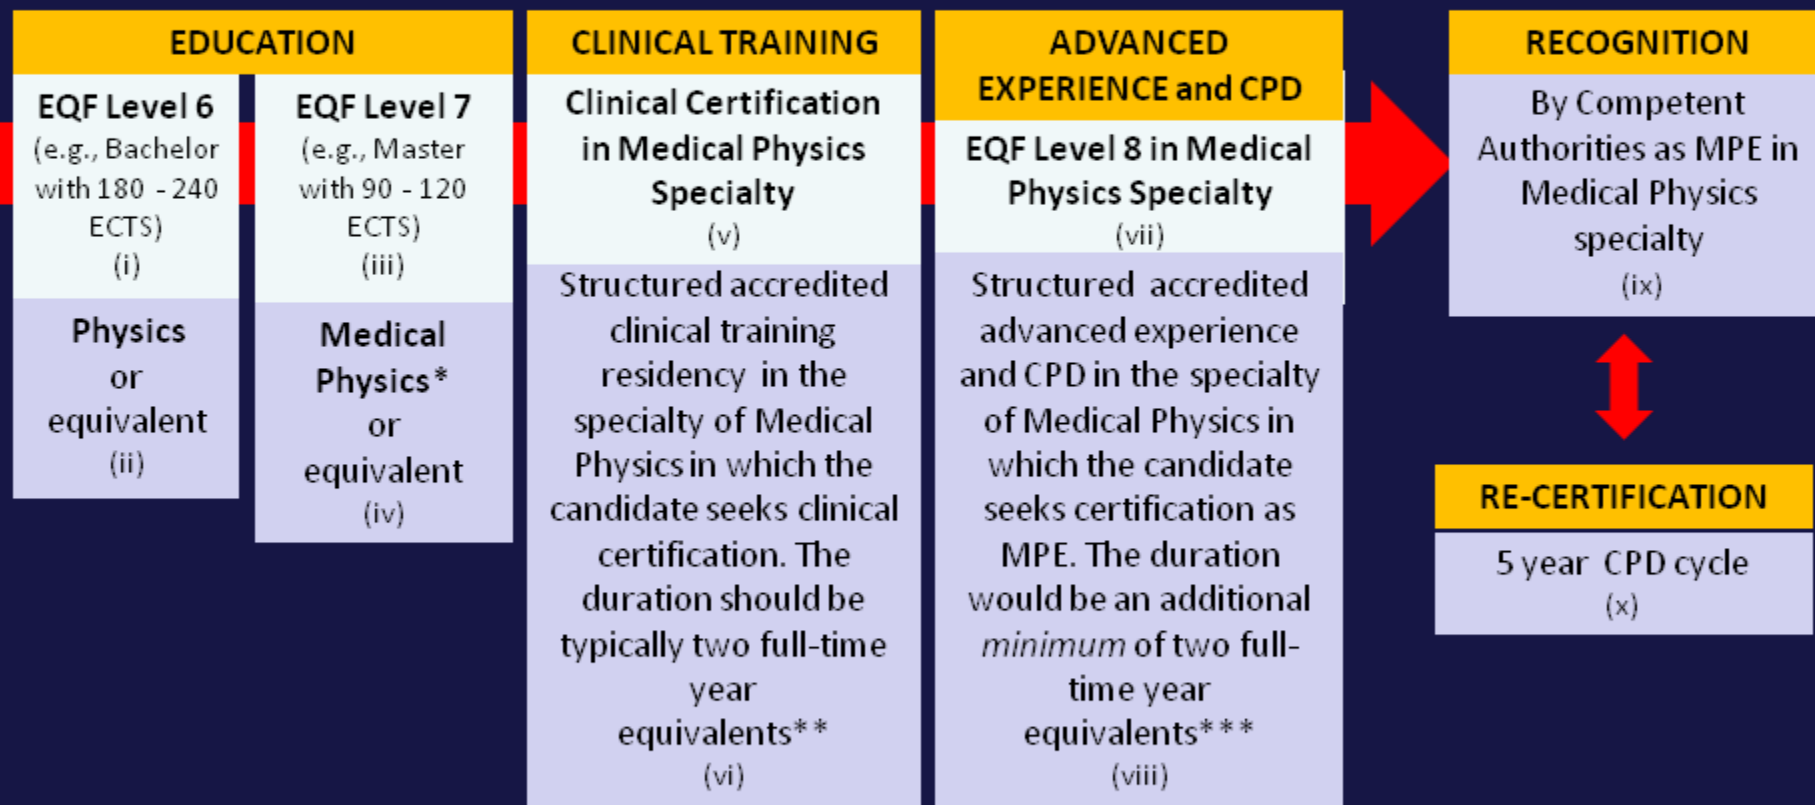 EDUCATION
EQF Level 6
(e.g., Bachelor
with 180 - 240
ECTS)
(i)
Physics
or
equivalent
(ii)
EQF Level 7
(e.g., Master
with 90 - 120
ECTS)
(iii)
Medical
Physics*
or
equivalent
(iv)
CLINICAL TRAINING
Clinical Certification
in Medical Physics
Specialty
(v)
Structured accredited
clinical training
residency in the
specialty of Medical
Physics in which the
candidate seeks clinical
certification. The
duration should be
typically two full-time
year
equivalents**
(vi)
ADVANCED
EXPERIENCE and CPD
EQF Level 8 in Medical
Physics Specialty
(vii)
Structured accredited
advanced experience
and CPD in the specialty
of Medical Physics in
which the candidate
seeks certification as
MPE. The duration
would be an additional
minimum of two full-
time year
equivalents***
(viii)
RECOGNITION
By Competent
Authorities as MPE in
Medical Physics
specialty
(ix)
RE-CERTIFICATION
5 year CPD cycle
(x)